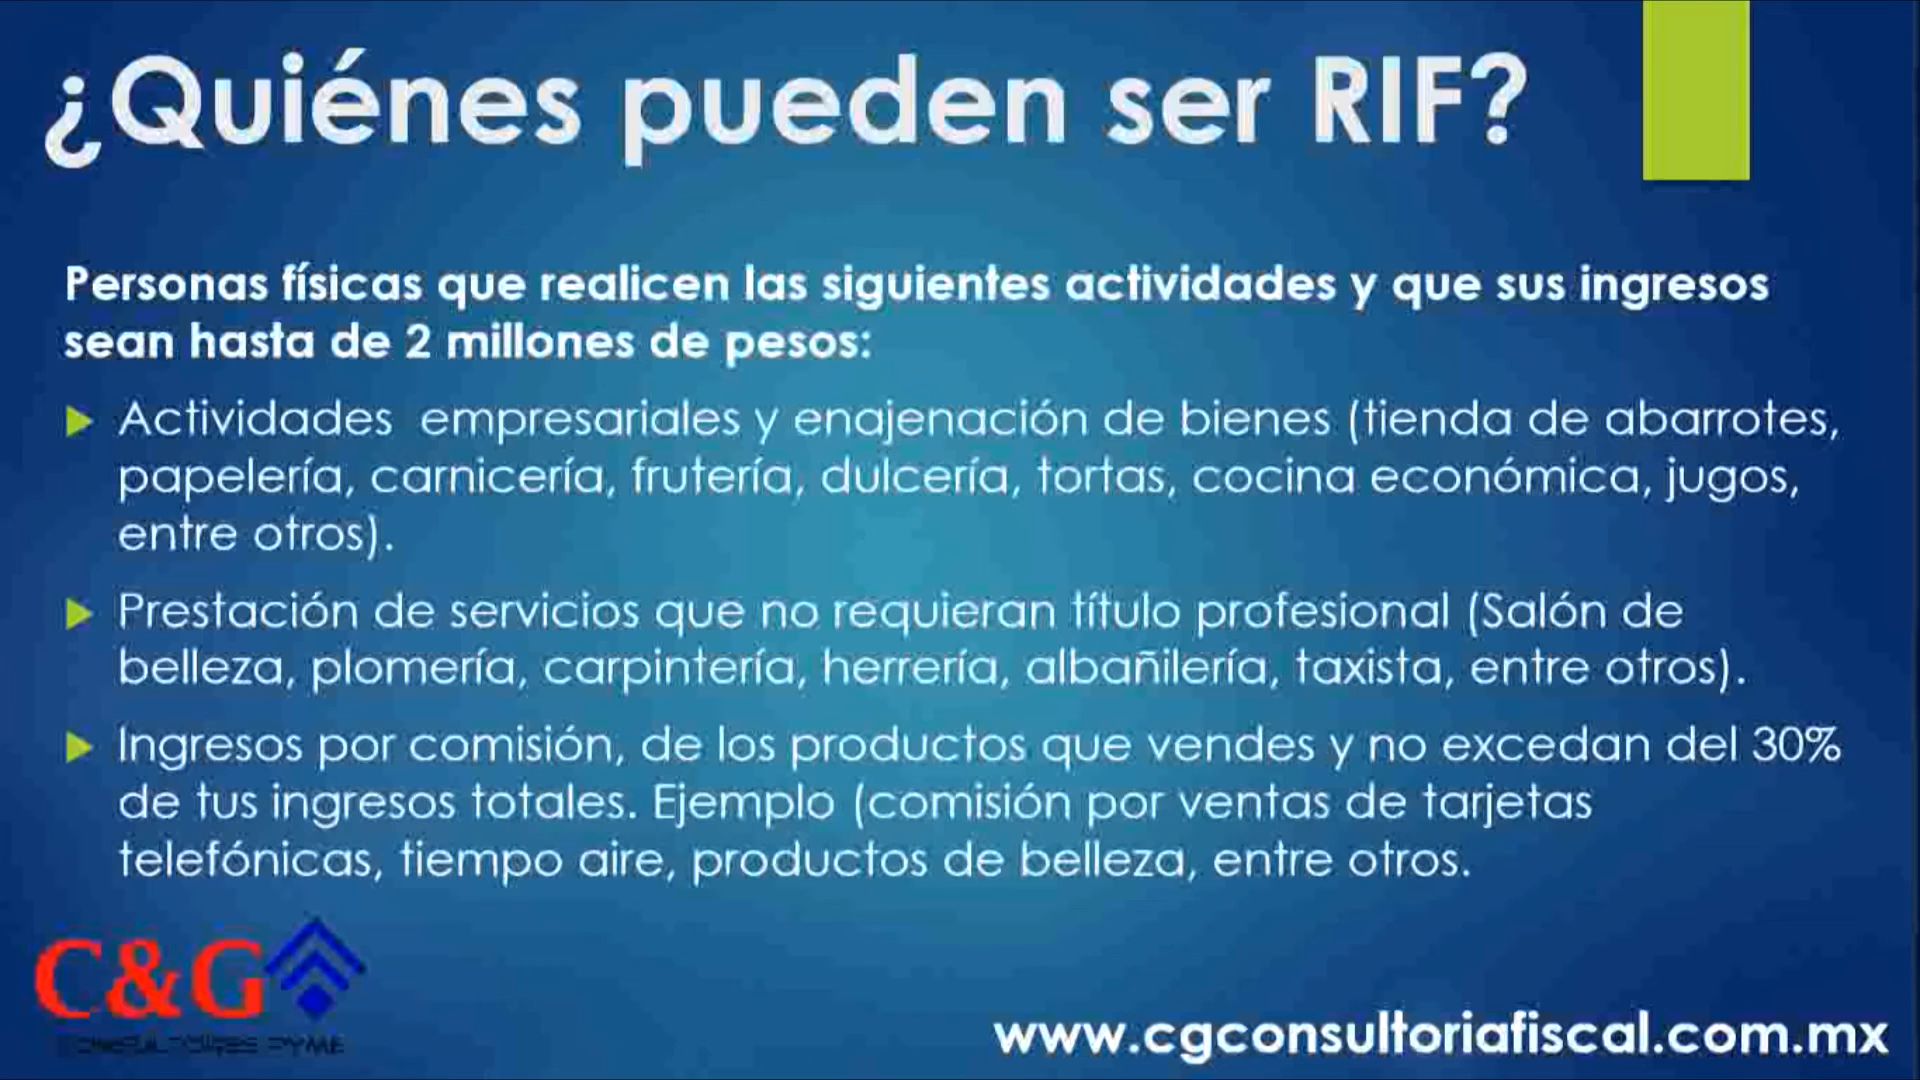 ¿Quiénes pueden ser RIF?
Personas físicas que realicen las siguientes actividades y que sus ingresos
sean hasta de 2 millones de pesos:
Actividades empresariales y enajenación de bienes (tienda de abarrotes,
papelería, carnicería, frutería, dulcería, tortas, cocina económica, jugos,
entre otros).
Prestación de servicios que no requieran título profesional (Salón de
belleza, plomería, carpintería, herrería, albañilería, taxista, entre otros).
Ingresos por comisión, de los productos que vendes y no excedan del 30%
de tus ingresos totales. Ejemplo (comisión por ventas de tarjetas
telefónicas, tiempo aire, productos de belleza, entre otros.
C&G
CONSULTORES PYME
www.cgconsultoriafiscal.com.mx